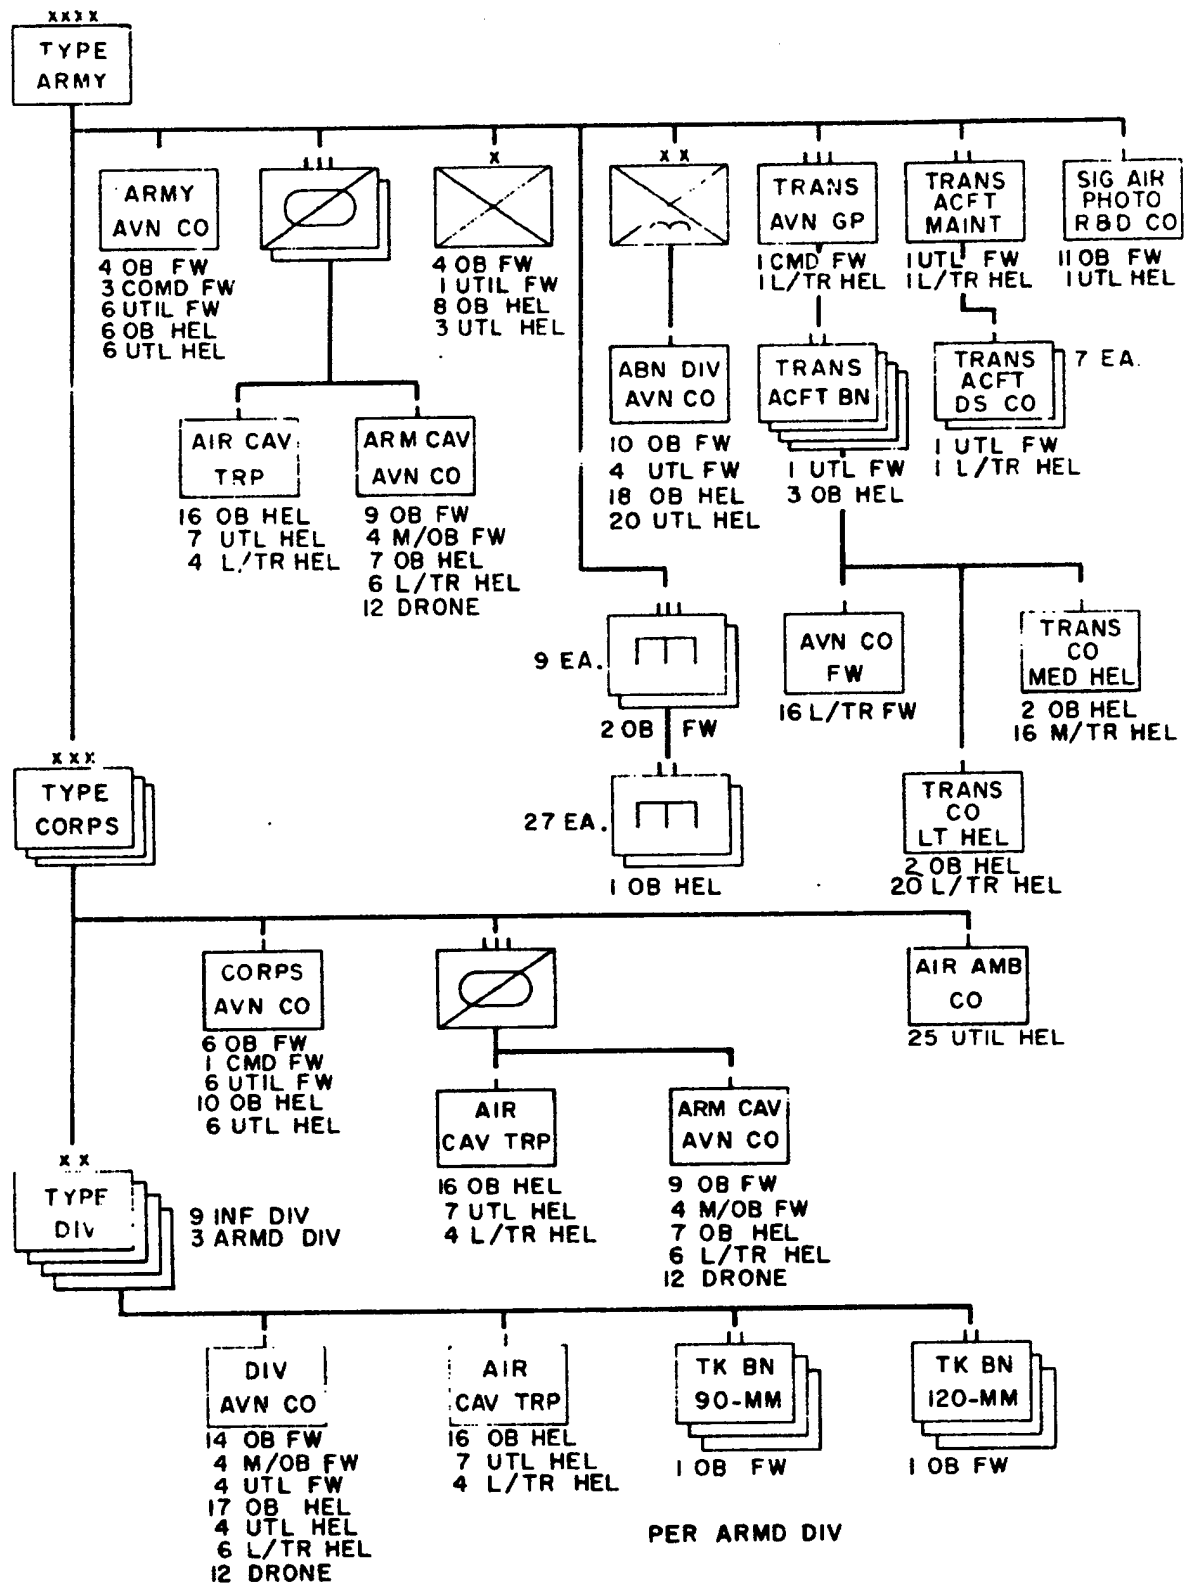 XXXX
TYPE
ARMY
ARMY
AVN CO
4 OB FW
3 COMD FW
6 UTIL FW
6 OB HEL
6 UTL HEL
III
X
4 OB FW
1 UTIL FW
8 OB HEL
3 UTL HEL
XX
III
TRANS
AVN GP
1 CMD FW
1 L/TR HEL
II
TRANS
ACFT
MAINT
1 UTL FW
1 L/TR HEL
SIG AIR
PHOTO
R&D CO
11 OB FW
1 UTL HEL
AIR CAV
TRP
16 OB HEL
7 UTL HEL
4 L/TR HEL
ARM CAV
AVN CO
9 OB FW
4 M/OB FW
7 OB HEL
6 L/TR HEL
12 DRONE
ABN DIV
AVN CO
10 OB FW
4 UTL FW
18 OB HEL
20 UTL HEL
II
TRANS
ACFT BN
1 UTL FW
3 OB HEL
TRANS
ACFT
DS CO
7 EA.
1 UTL FW
1 L/TR HEL
III
9 EA.
2 OB FW
AVN CO
FW
16 L/TR FW
TRANS
CO
MED HEL
2 OB HEL
16 M/TR HEL
II
27 EA.
1 OB HEL
TRANS
CO
LT HEL
2 OB HEL
20 L/TR HEL
XXX
TYPE
CORPS
CORPS
AVN CO
6 OB FW
1 CMD FW
6 UTIL FW
10 OB HEL
6 UTL HEL
III
AIR AMB
CO
25 UTIL HEL
AIR
CAV TRP
16 OB HEL
7 UTL HEL
4 L/TR HEL
ARM CAV
AVN CO
9 OB FW
4 M/OB FW
7 OB HEL
6 L/TR HEL
12 DRONE
XX
TYPE
DIV
9 INF DIV
3 ARMD DIV
DIV
AVN CO
14 OB FW
4 M/OB FW
4 UTL FW
17 OB HEL
4 UTL HEL
6 L/TR HEL
12 DRONE
AIR
CAV TRP
16 OB HEL
7 UTL HEL
4 L/TR HEL
II
TK BN
90-MM
1 OB FW
II
TK BN
120-MM
1 OB FW
PER ARMD DIV